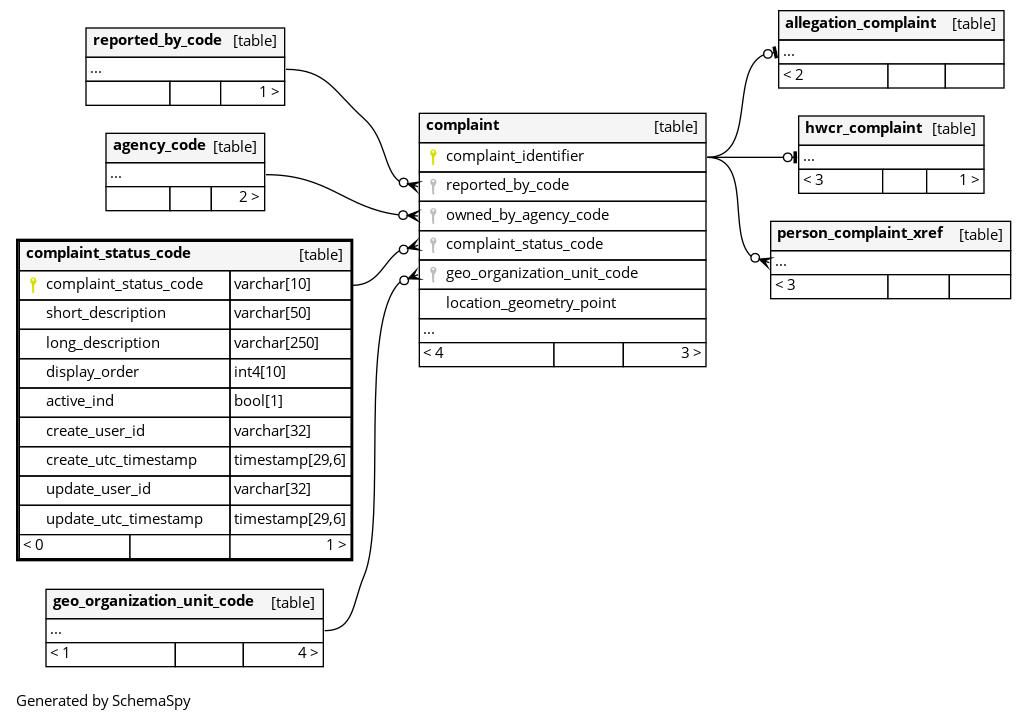 reported_by_code [table]
...
1 >
agency_code [table]
...
2 >
complaint_status_code [table]
complaint_status_code varchar[10]
short_description varchar[50]
long_description varchar[250]
display_order int4[10]
active_ind bool[1]
create_user_id varchar[32]
create_utc_timestamp timestamp[29,6]
update_user_id varchar[32]
update_utc_timestamp timestamp[29,6]
< 0 1 >
geo_organization_unit_code [table]
...
< 1 4 >
complaint [table]
complaint_identifier
reported_by_code
owned_by_agency_code
complaint_status_code
geo_organization_unit_code
location_geometry_point
...
< 4 3 >
allegation_complaint [table]
...
< 2
hwcr_complaint [table]
...
< 3 1 >
person_complaint_xref [table]
...
< 3
Generated by SchemaSpy